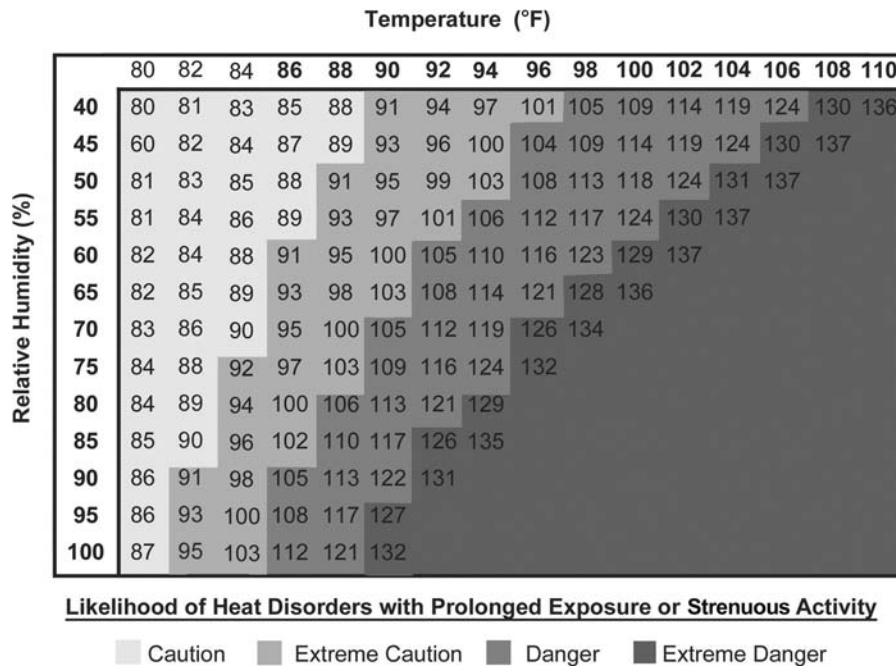 Temperature (°F)
80 82 84 86 88 90 92 94 96 98 100 102 104 106 108 110
Relative Humidity (%)
40 80 81 83 85 88 91 94 97 101 105 109 114 119 124 130 136
45 60 82 84 87 89 93 96 100 104 109 114 119 124 130 137
50 81 83 85 88 91 95 99 103 108 113 118 124 131 137
55 81 84 86 89 93 97 101 106 112 117 124 130 137
60 82 84 88 91 95 100 105 110 116 123 129 137
65 82 85 89 93 98 103 108 114 121 128 136
70 83 86 90 95 100 105 112 119 126 134
75 84 88 92 97 103 109 116 124 132
80 84 89 94 100 106 113 121 129
85 85 90 96 102 110 117 126 135
90 86 91 98 105 113 122 131
95 86 93 100 108 117 127
100 87 95 103 112 121 132
Likelihood of Heat Disorders with Prolonged Exposure or Strenuous Activity
Caution Extreme Caution Danger Extreme Danger